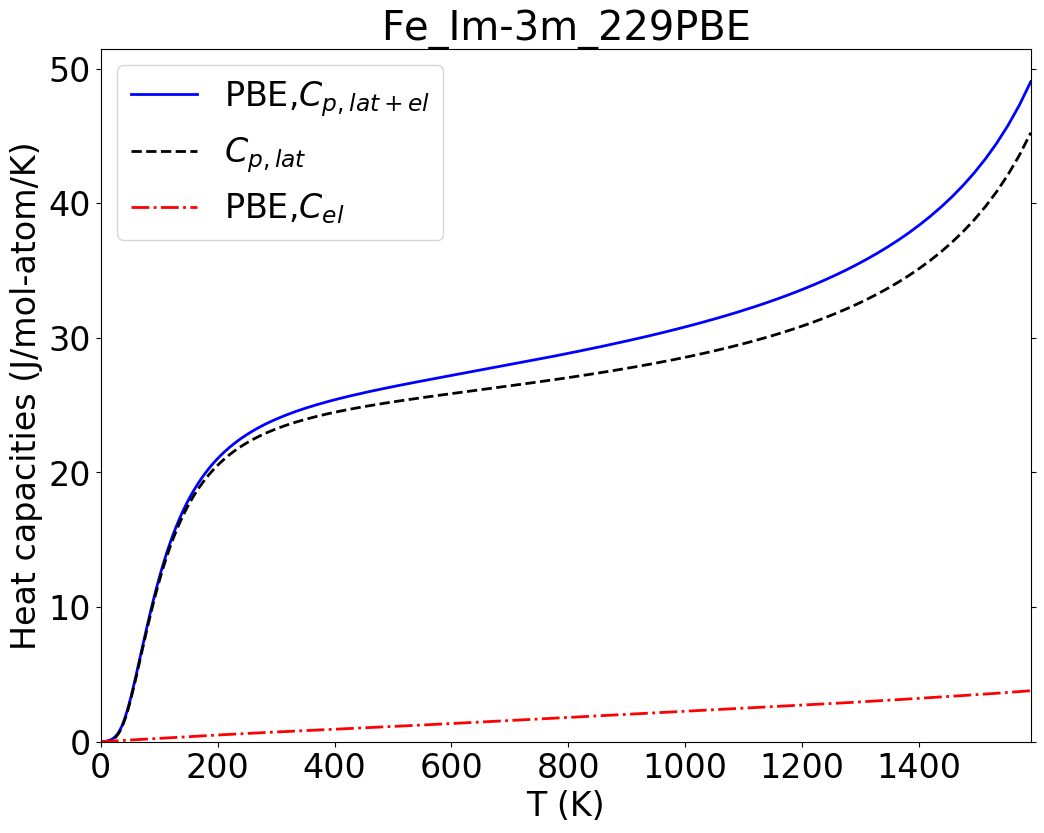 Fe_Im-3m_229PBE
PBE,C_{p,lat+el}
C_{p,lat}
PBE,C_{el}
Heat capacities (J/mol-atom/K)
50
40
30
20
10
0
0 200 400 600 800 1000 1200 1400
T (K)